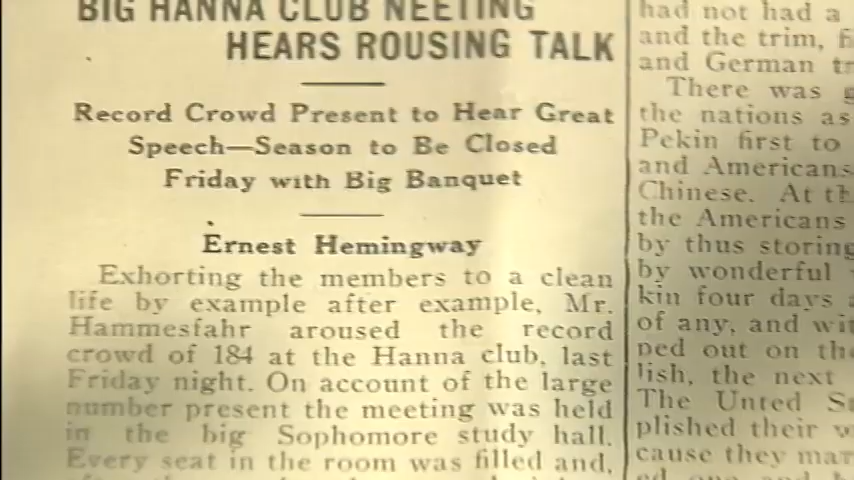 BIG HANNA CLUB NEETING
HEARS ROUSING TALK
Record Crowd Present to Hear Great
Speech—Season to Be Closed
Friday with Big Banquet
Ernest Hemingway
Exhorting the members to a clean
life by example after example, Mr.
Hammesfahr aroused the record
crowd of 184 at the Hanna club, last
Friday night. On account of the large
number present the meeting was held
in the big Sophomore study hall.
Every seat in the room was filled and,
had not had a
and the trim,
and German
There was
the nations as
Pekin first to
and Americans
Chinese. At
the Americans
by thus storing
by wonderful
kin four days
of any, and
ped out on
lish, the next
The Unted
plished their
cause they